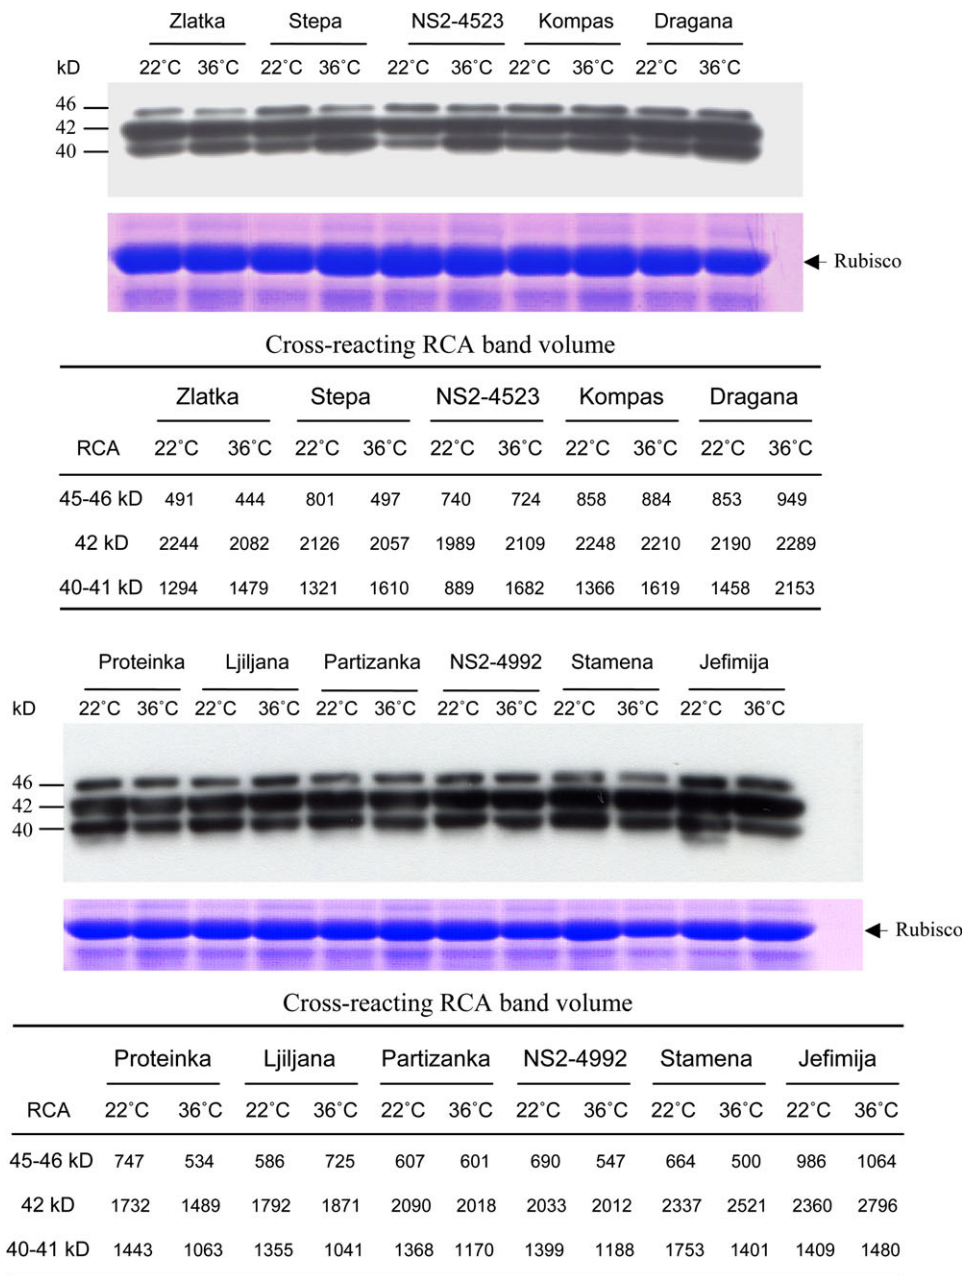 Zlatka Stepa NS2-4523 Kompas Dragana
kD 22˚C 36˚C 22˚C 36˚C 22˚C 36˚C 22˚C 36˚C 22˚C 36˚C
46
42
40
Rubisco
Cross-reacting RCA band volume
Zlatka Stepa NS2-4523 Kompas Dragana
RCA 22˚C 36˚C 22˚C 36˚C 22˚C 36˚C 22˚C 36˚C 22˚C 36˚C
45-46 kD 491 444 801 497 740 724 858 884 853 949
42 kD 2244 2082 2126 2057 1989 2109 2248 2210 2190 2289
40-41 kD 1294 1479 1321 1610 889 1682 1366 1619 1458 2153
Proteinka Ljiljana Partizanka NS2-4992 Stamena Jefimija
kD 22˚C 36˚C 22˚C 36˚C 22˚C 36˚C 22˚C 36˚C 22˚C 36˚C 22˚C 36˚C
46
42
40
Rubisco
Cross-reacting RCA band volume
Proteinka Ljiljana Partizanka NS2-4992 Stamena Jefimija
RCA 22˚C 36˚C 22˚C 36˚C 22˚C 36˚C 22˚C 36˚C 22˚C 36˚C 22˚C 36˚C
45-46 kD 747 534 586 725 607 601 690 547 664 500 986 1064
42 kD 1732 1489 1792 1871 2090 2018 2033 2012 2337 2521 2360 2796
40-41 kD 1443 1063 1355 1041 1368 1170 1399 1188 1753 1401 1409 1480